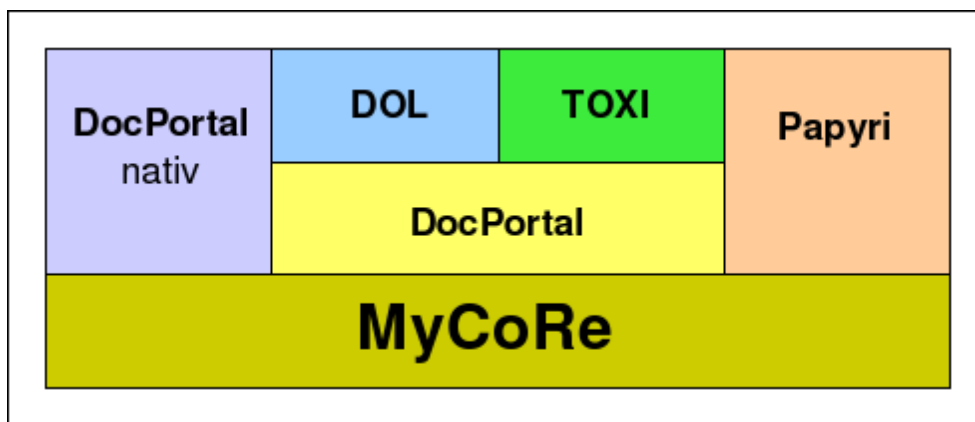 DocPortal
nativ
DOL
TOXI
Papyri
DocPortal
MyCoRe